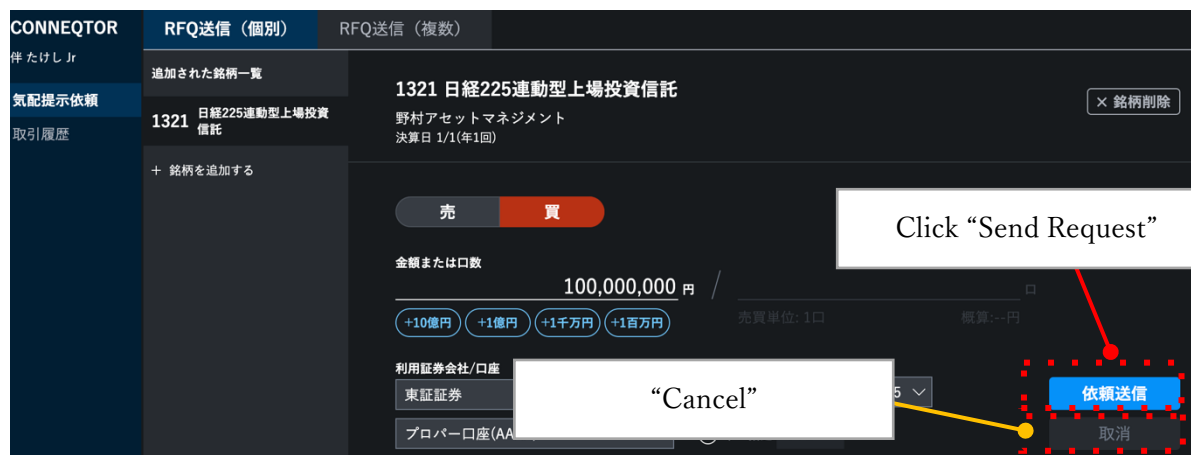 CONNEQTOR
伴 たけし Jr
気配提示依頼
取引履歴
RFQ送信（個別）
RFQ送信（複数）
追加された銘柄一覧
1321 日経225連動型上場投資
信託
＋ 銘柄を追加する
1321 日経225連動型上場投資信託
野村アセットマネジメント
決算日 1/1(年1回)
× 銘柄削除
売 買
金額または口数
100,000,000 円 / 口
+10億円 +1億円 +1千万円 +1百万円
売買単位: 1口 概算:--円
利用証券会社/口座
東証証券
プロパー口座(AA
5
Click “Send Request”
“Cancel”
依頼送信
取消